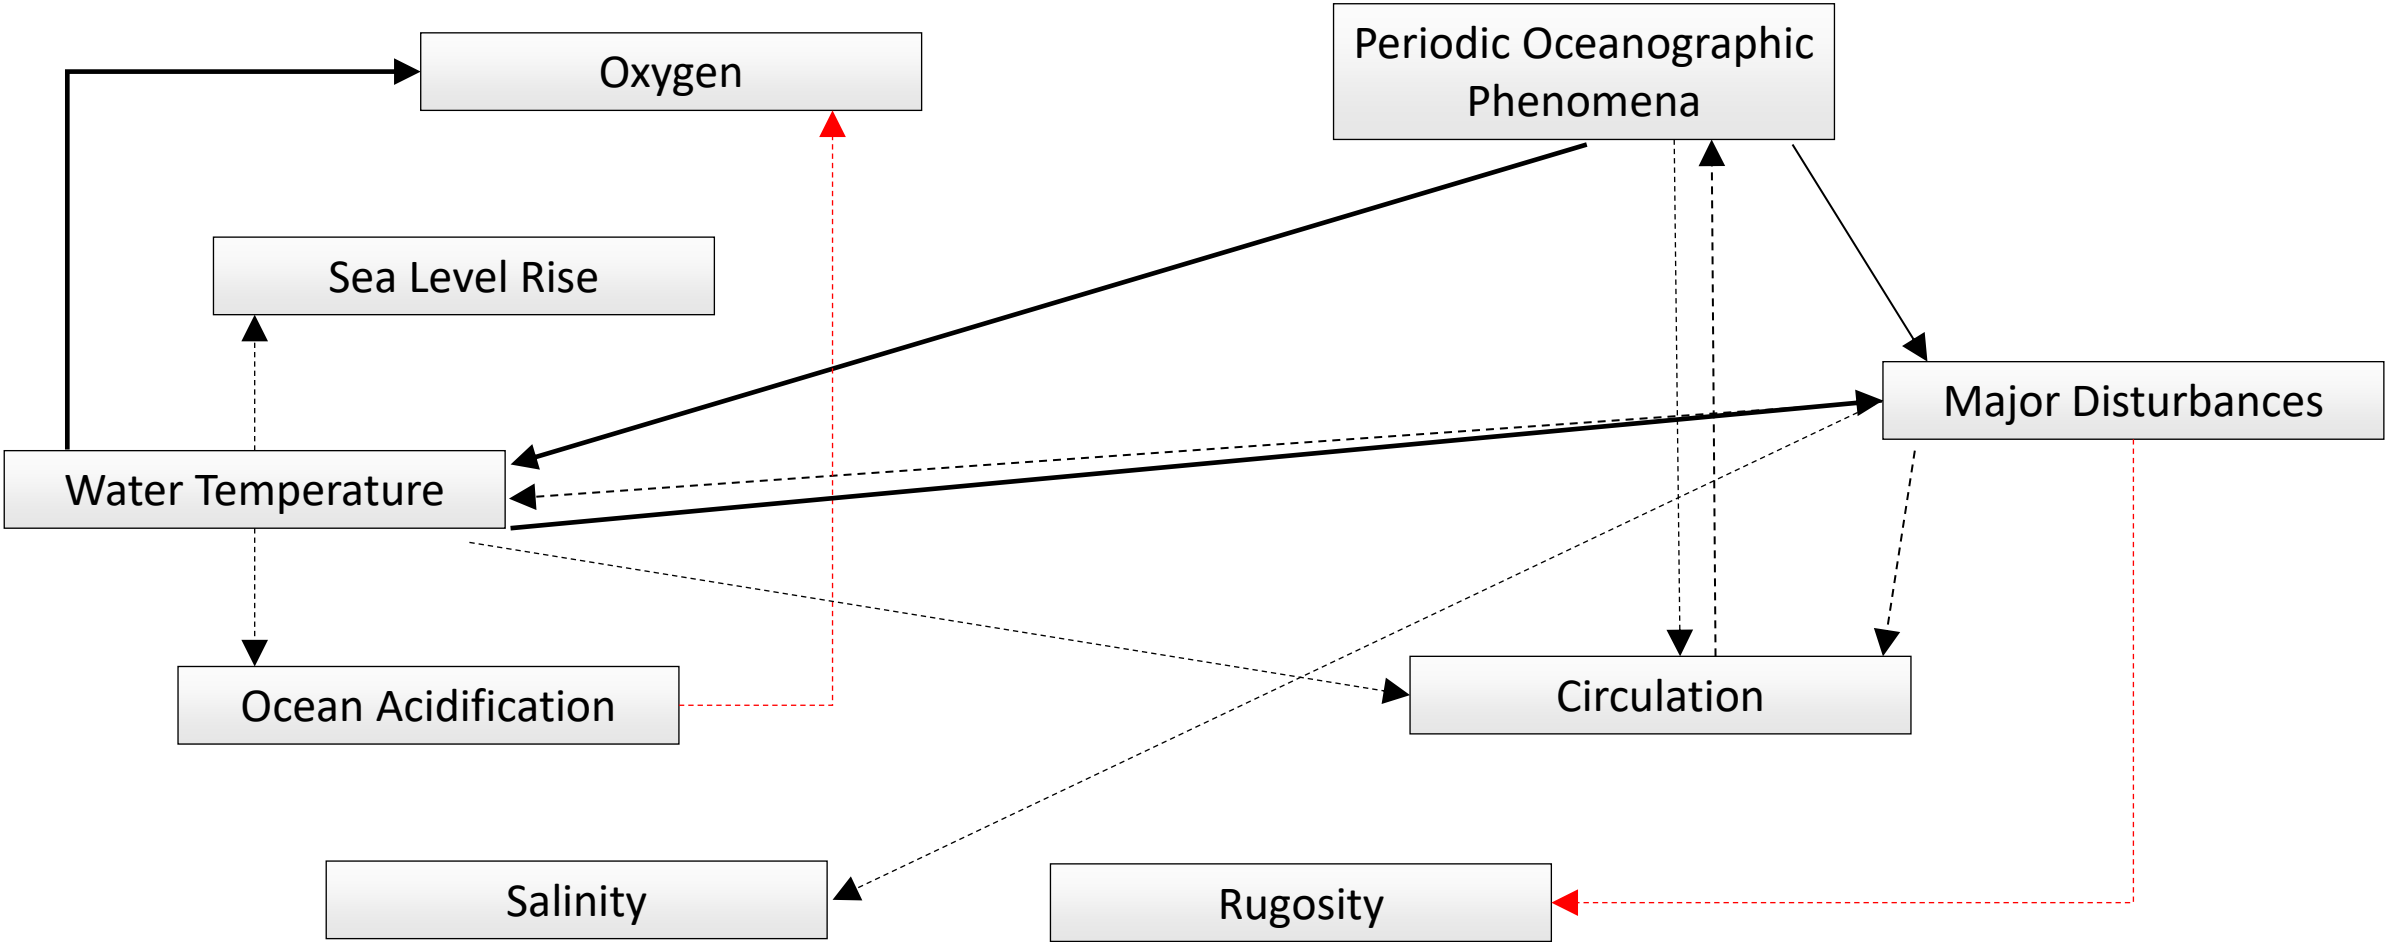 Oxygen
Periodic Oceanographic
Phenomena
Sea Level Rise
Major Disturbances
Water Temperature
Ocean Acidification
Circulation
Salinity
Rugosity